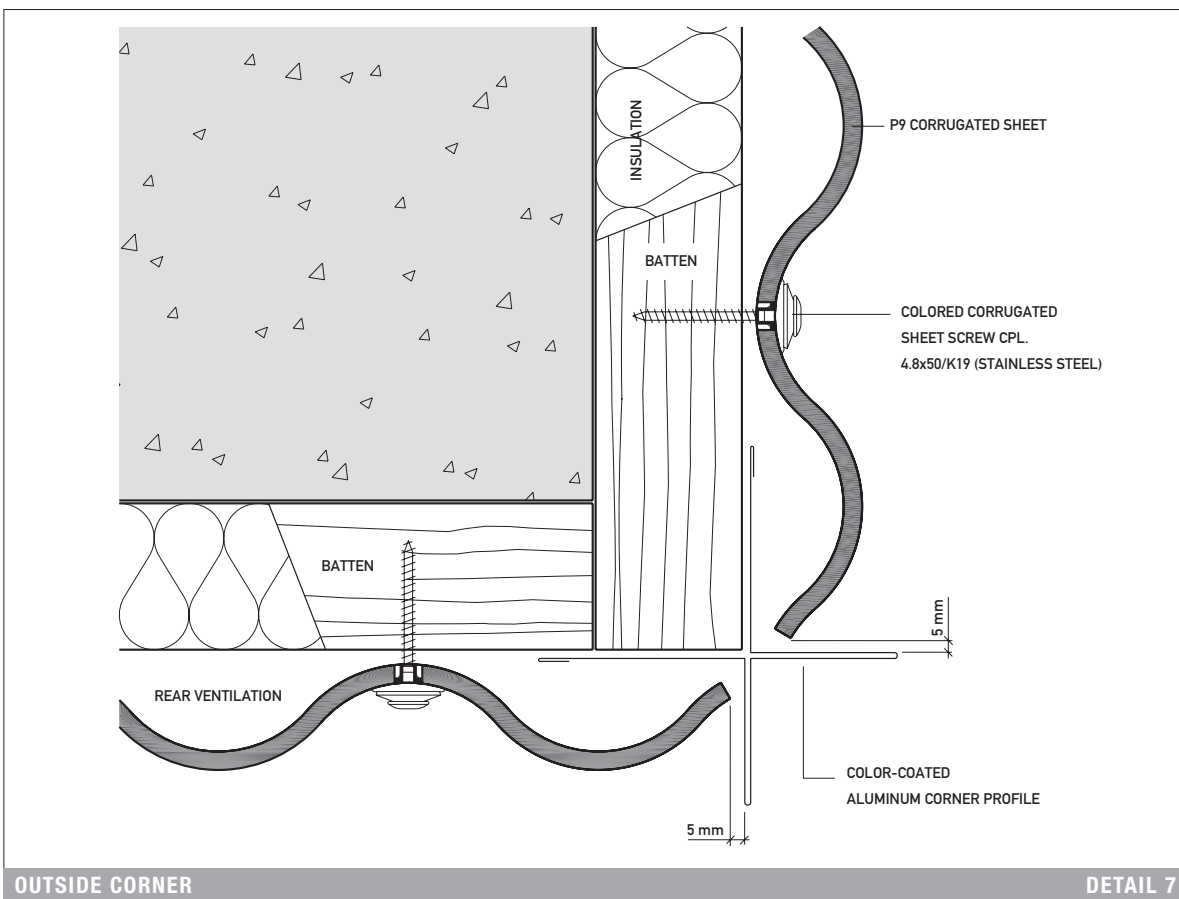 INSULATION
P9 CORRUGATED SHEET
BATTEN
COLORED CORRUGATED
SHEET SCREW CPL.
4.8x50/K19 (STAINLESS STEEL)
BATTEN
5 mm
REAR VENTILATION
COLOR-COATED
ALUMINUM CORNER PROFILE
5 mm
OUTSIDE CORNER
DETAIL 7